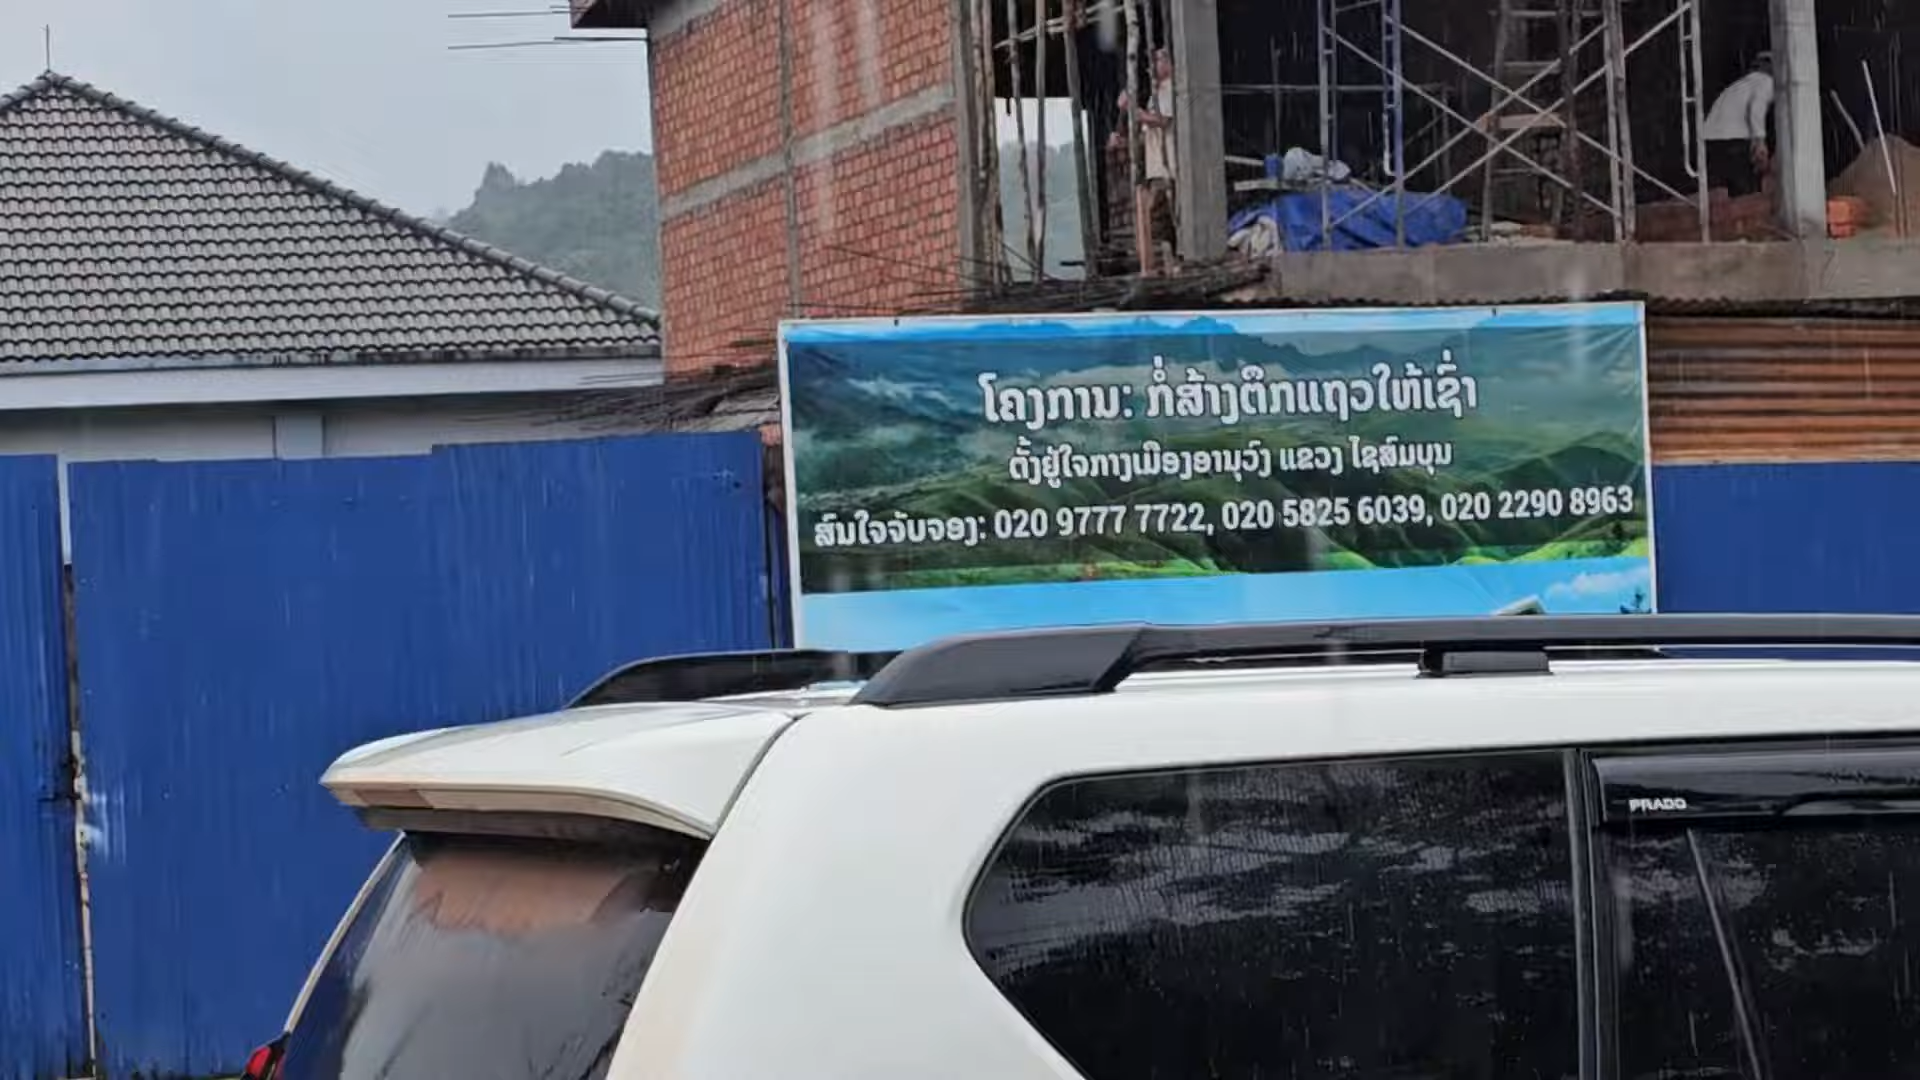 ໂຄງການ: ກໍ່ສ້າງຕຶກແຖວໃຫ້ເຊົ່າ
ຕັ້ງຢູ່ໃຈກາງເມືອງອານຸວົງ ແຂວງ ໄຊສົມບູນ
ສົນໃຈຈັບຈອງ: 020 9777 7722, 020 5825 6039, 020 2290 8963
PRADO